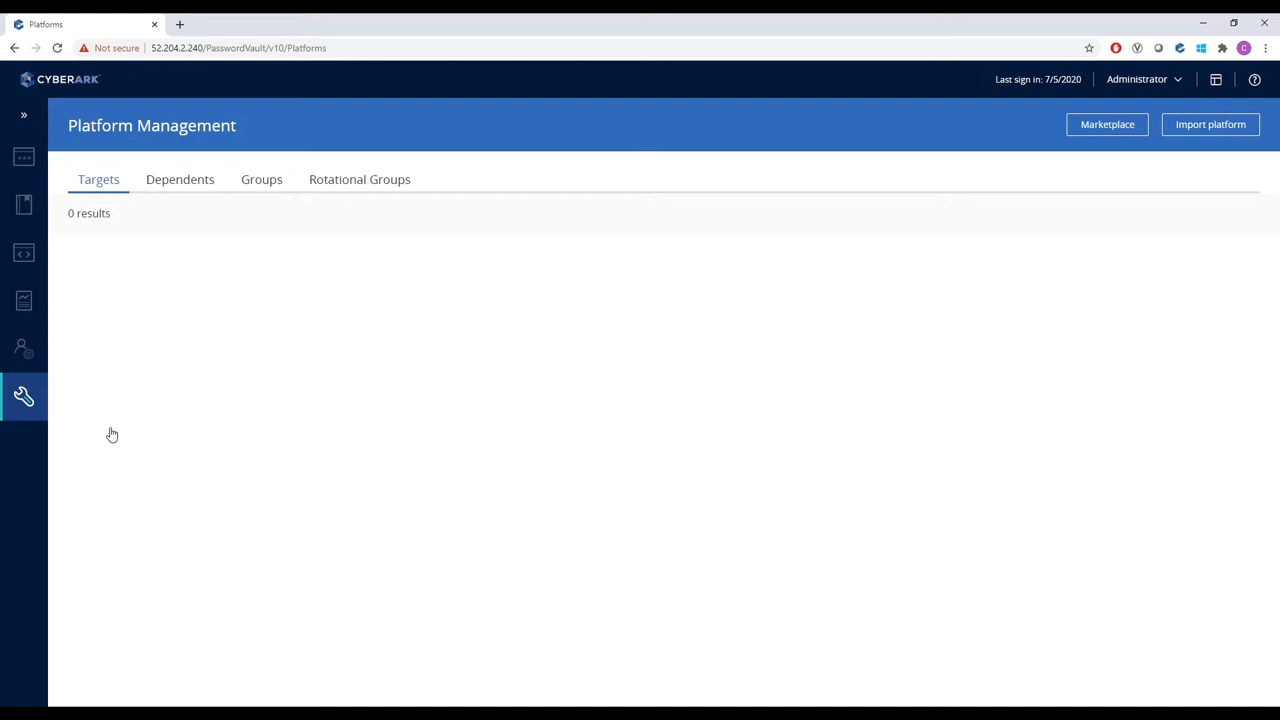 Platforms
Not secure
52.204.2.240/PasswordVault/v10/Platforms
C
CYBERARK
Last sign in: 7/5/2020
Administrator
Platform Management
Marketplace
Import platform
Targets
Dependents
Groups
Rotational Groups
0 results